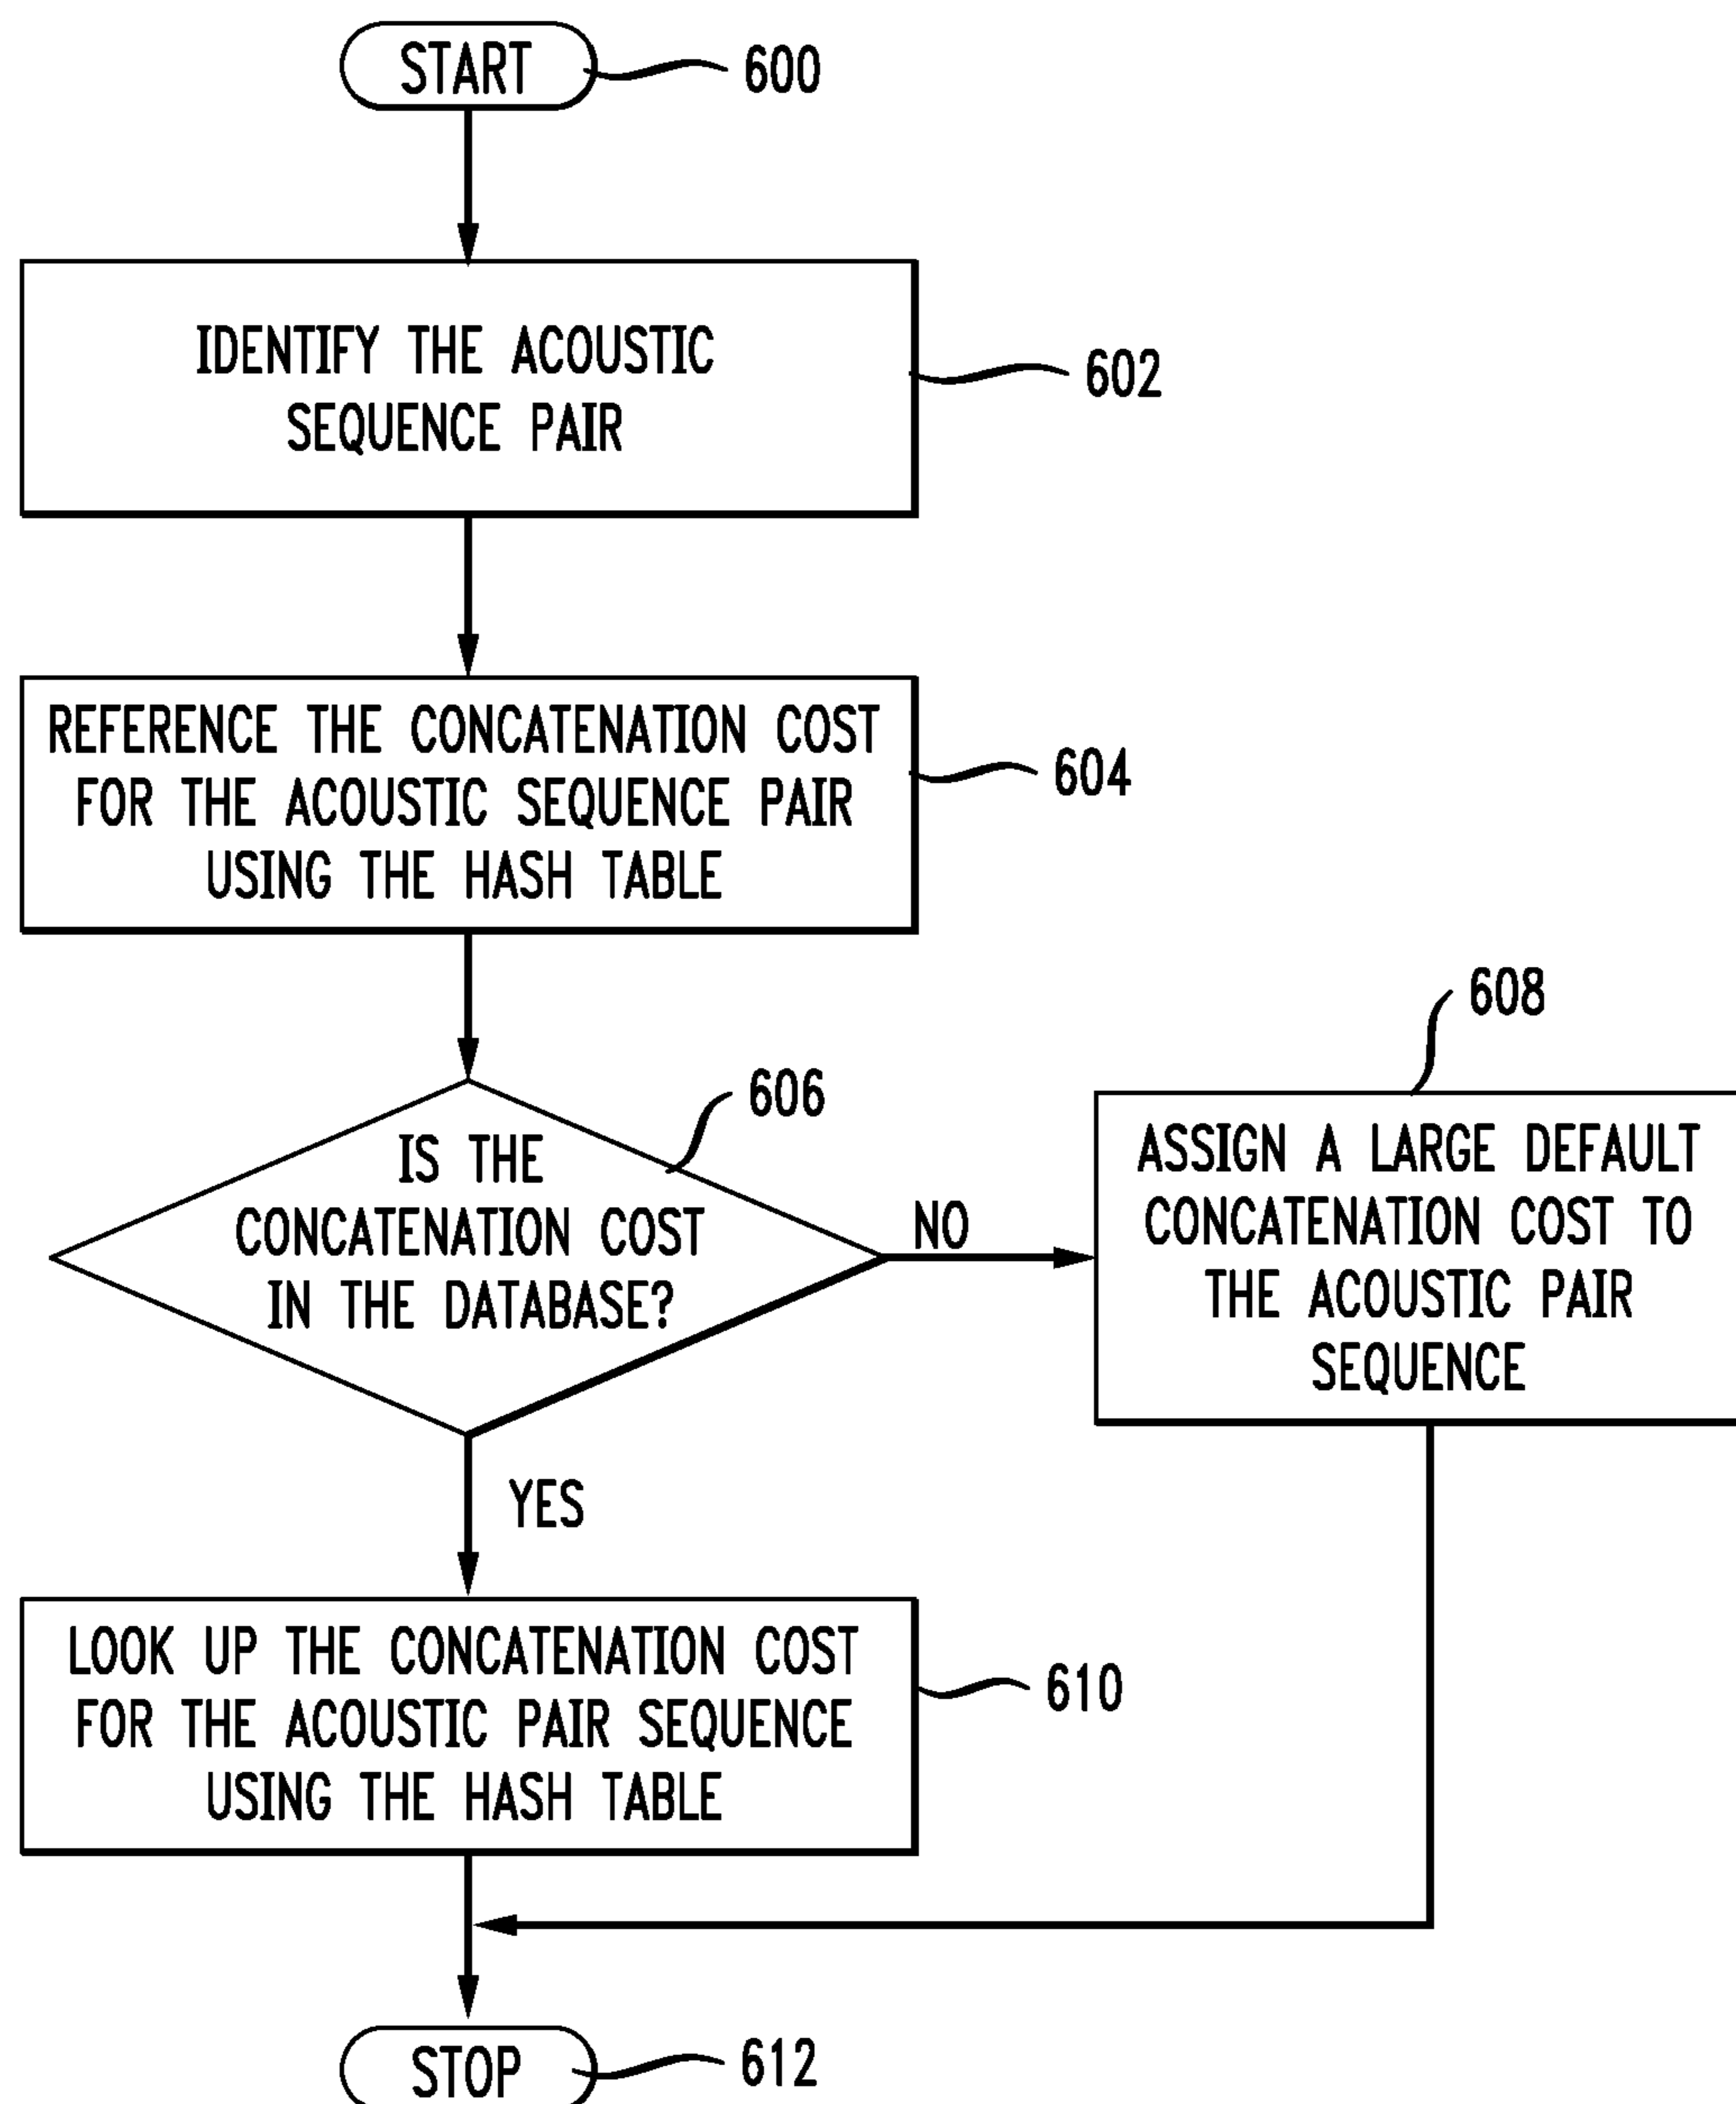 START
600
IDENTIFY THE ACOUSTIC
SEQUENCE PAIR
602
REFERENCE THE CONCATENATION COST
FOR THE ACOUSTIC SEQUENCE PAIR
USING THE HASH TABLE
604
IS THE
CONCATENATION COST
IN THE DATABASE?
606
NO
608
ASSIGN A LARGE DEFAULT
CONCATENATION COST TO
THE ACOUSTIC PAIR
SEQUENCE
YES
LOOK UP THE CONCATENATION COST
FOR THE ACOUSTIC PAIR SEQUENCE
USING THE HASH TABLE
610
STOP
612